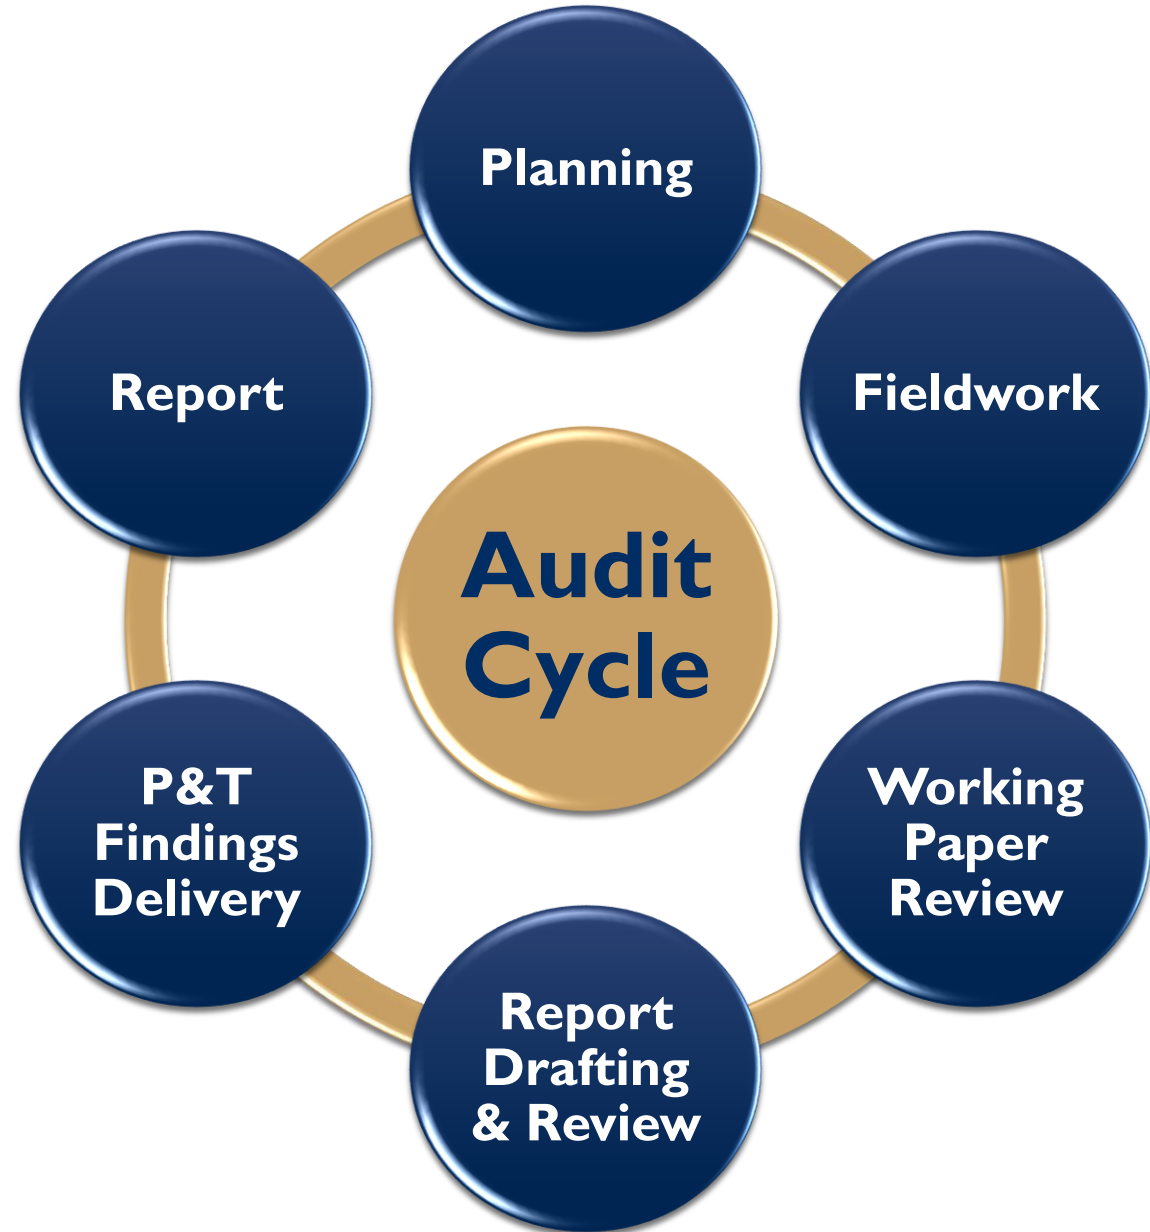 Planning
Fieldwork
Working
Paper
Review
Report
Drafting
& Review
P&T
Findings
Delivery
Report
Audit
Cycle